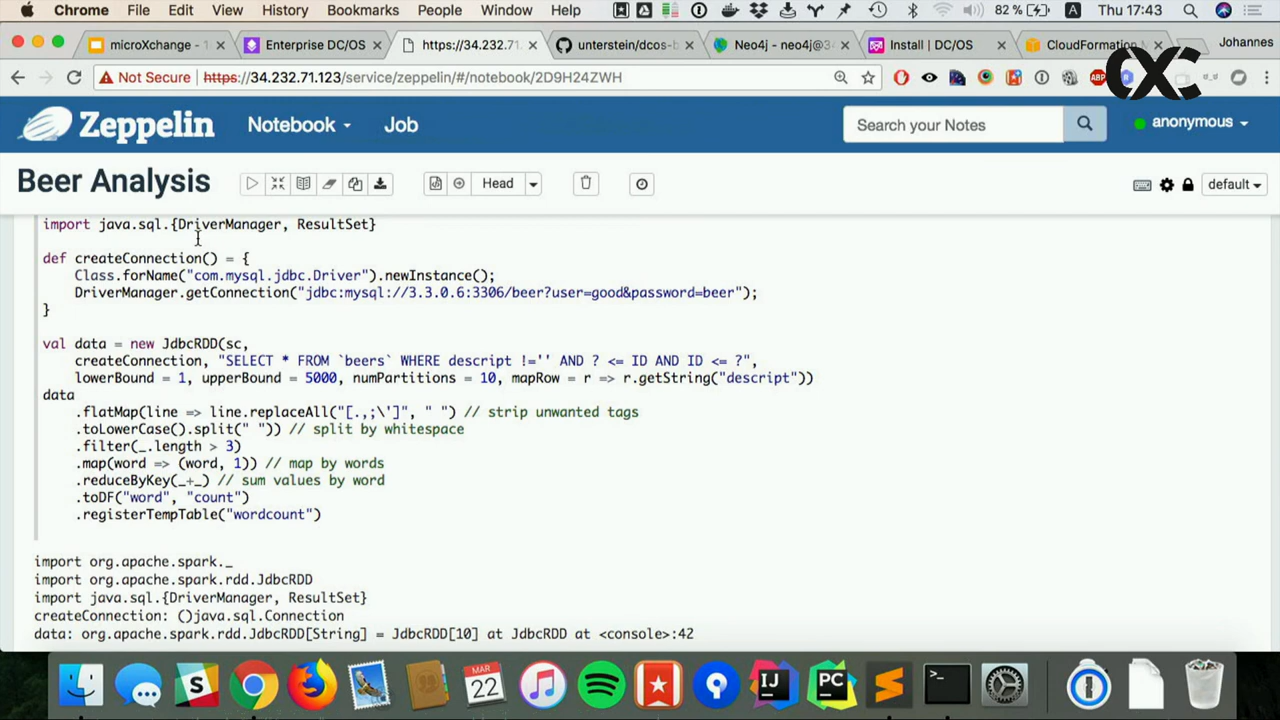 Chrome File Edit View History Bookmarks People Window Help 82 % A Thu 17:43
microXchange - 1 Enterprise DC/OS https://34.232.71. unterstein/dcos-b Neo4j - neo4j@34 Install | DC/OS CloudFormation M Johannes
Not Secure https://34.232.71.123/service/zeppelin/#/notebook/2D9H24ZWH ABP
CXC
Zeppelin Notebook Job Search your Notes anonymous
Beer Analysis Head default
import java.sql.{DriverManager, ResultSet}
def createConnection() = {
Class.forName("com.mysql.jdbc.Driver").newInstance();
DriverManager.getConnection("jdbc:mysql://3.3.0.6:3306/beer?user=good&password=beer");
}
val data = new JdbcRDD(sc,
createConnection, "SELECT * FROM `beers` WHERE descript !='' AND ? <= ID AND ID <= ?",
lowerBound = 1, upperBound = 5000, numPartitions = 10, mapRow = r => r.getString("descript"))
data
.flatMap(line => line.replaceAll("[.,;\']", " ") // strip unwanted tags
.toLowerCase().split(" ")) // split by whitespace
.filter(_.length > 3)
.map(word => (word, 1)) // map by words
.reduceByKey(_+_) // sum values by word
.toDF("word", "count")
.registerTempTable("wordcount")
import org.apache.spark._
import org.apache.spark.rdd.JdbcRDD
import java.sql.{DriverManager, ResultSet}
createConnection: ()java.sql.Connection
data: org.apache.spark.rdd.JdbcRDD[String] = JdbcRDD[10] at JdbcRDD at <console>:42
MAR
22
IJ
PC
>_